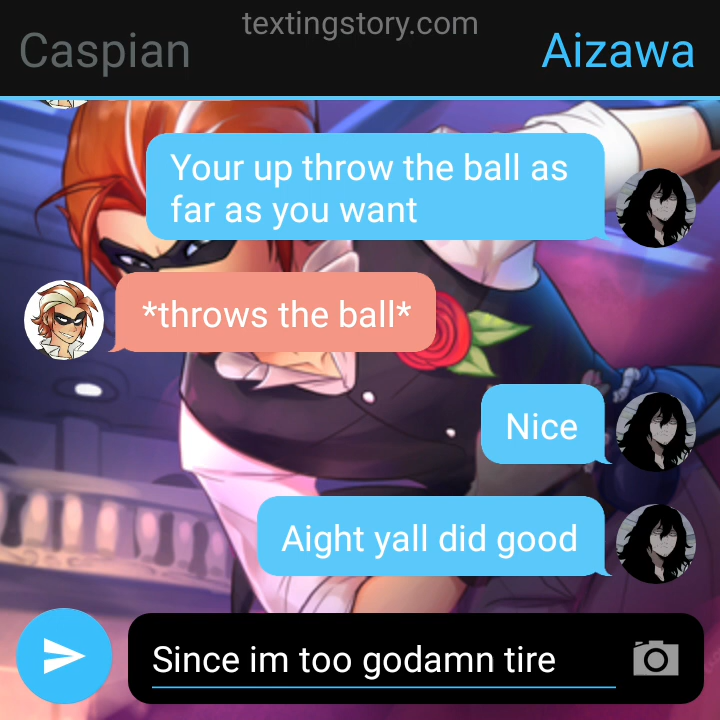 textingstory.com
Caspian
Aizawa
Your up throw the ball as
far as you want
*throws the ball*
Nice
Aight yall did good
Since im too godamn tire